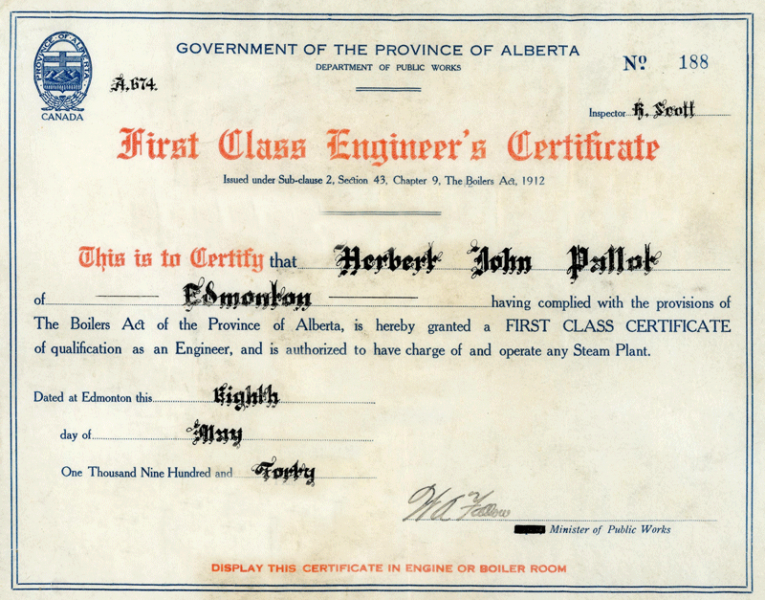 PROVINCE OF ALBERTA
CANADA
GOVERNMENT OF THE PROVINCE OF ALBERTA
DEPARTMENT OF PUBLIC WORKS
Nº 188
A.674.
Inspector R. Scott
First Class Engineer's Certificate
Issued under Sub-clause 2, Section 43, Chapter 9, The Boilers Act, 1912
This is to Certify that Herbert John Pallot
of Edmonton having complied with the provisions of
The Boilers Act of the Province of Alberta, is hereby granted a FIRST CLASS CERTIFICATE
of qualification as an Engineer, and is authorized to have charge of and operate any Steam Plant.
Dated at Edmonton this Eighth
day of May
One Thousand Nine Hundred and Forty
W A Fallow
Minister of Public Works
DISPLAY THIS CERTIFICATE IN ENGINE OR BOILER ROOM